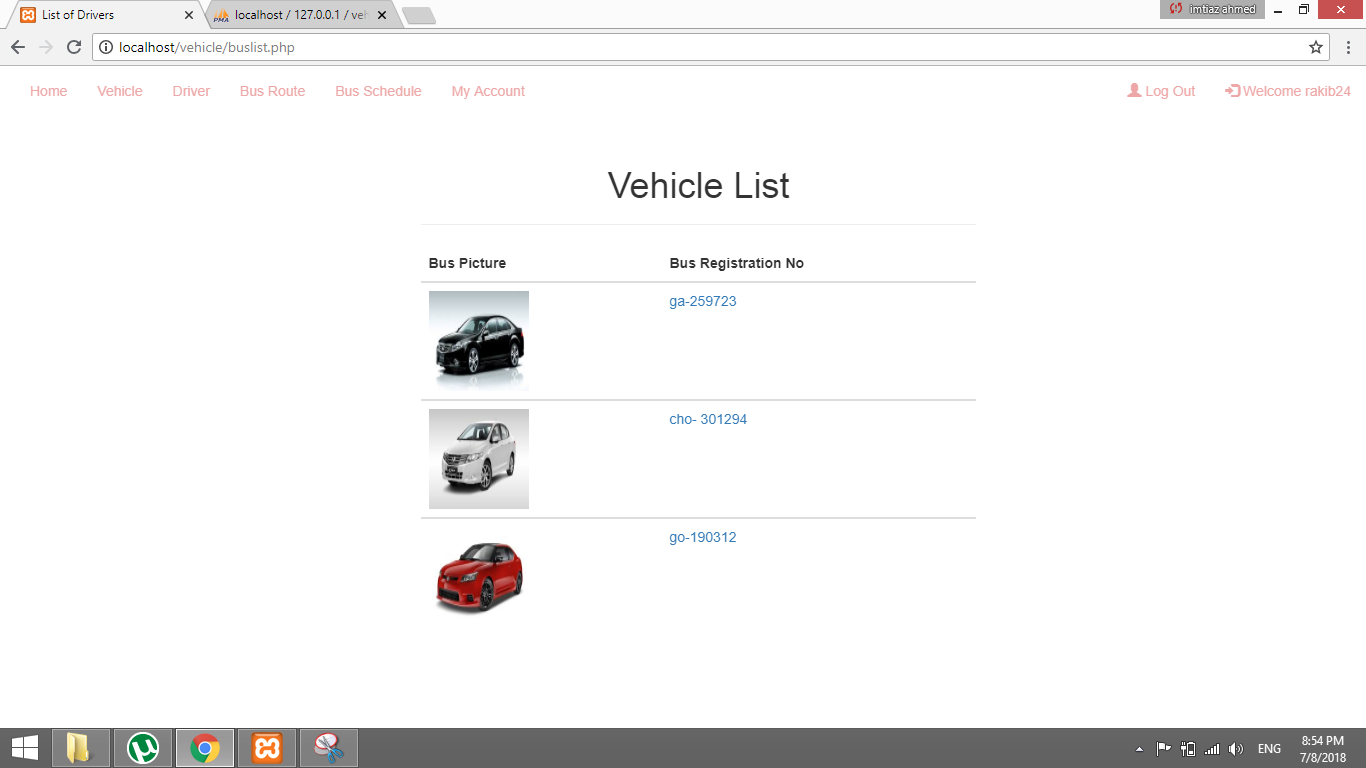 List of Drivers
localhost / 127.0.0.1 / veh
imtiaz ahmed
localhost/vehicle/buslist.php
Home Vehicle Driver Bus Route Bus Schedule My Account Log Out Welcome rakib24
Vehicle List
Bus Picture Bus Registration No
ga-259723
cho- 301294
go-190312
ENG
8:54 PM
7/8/2018